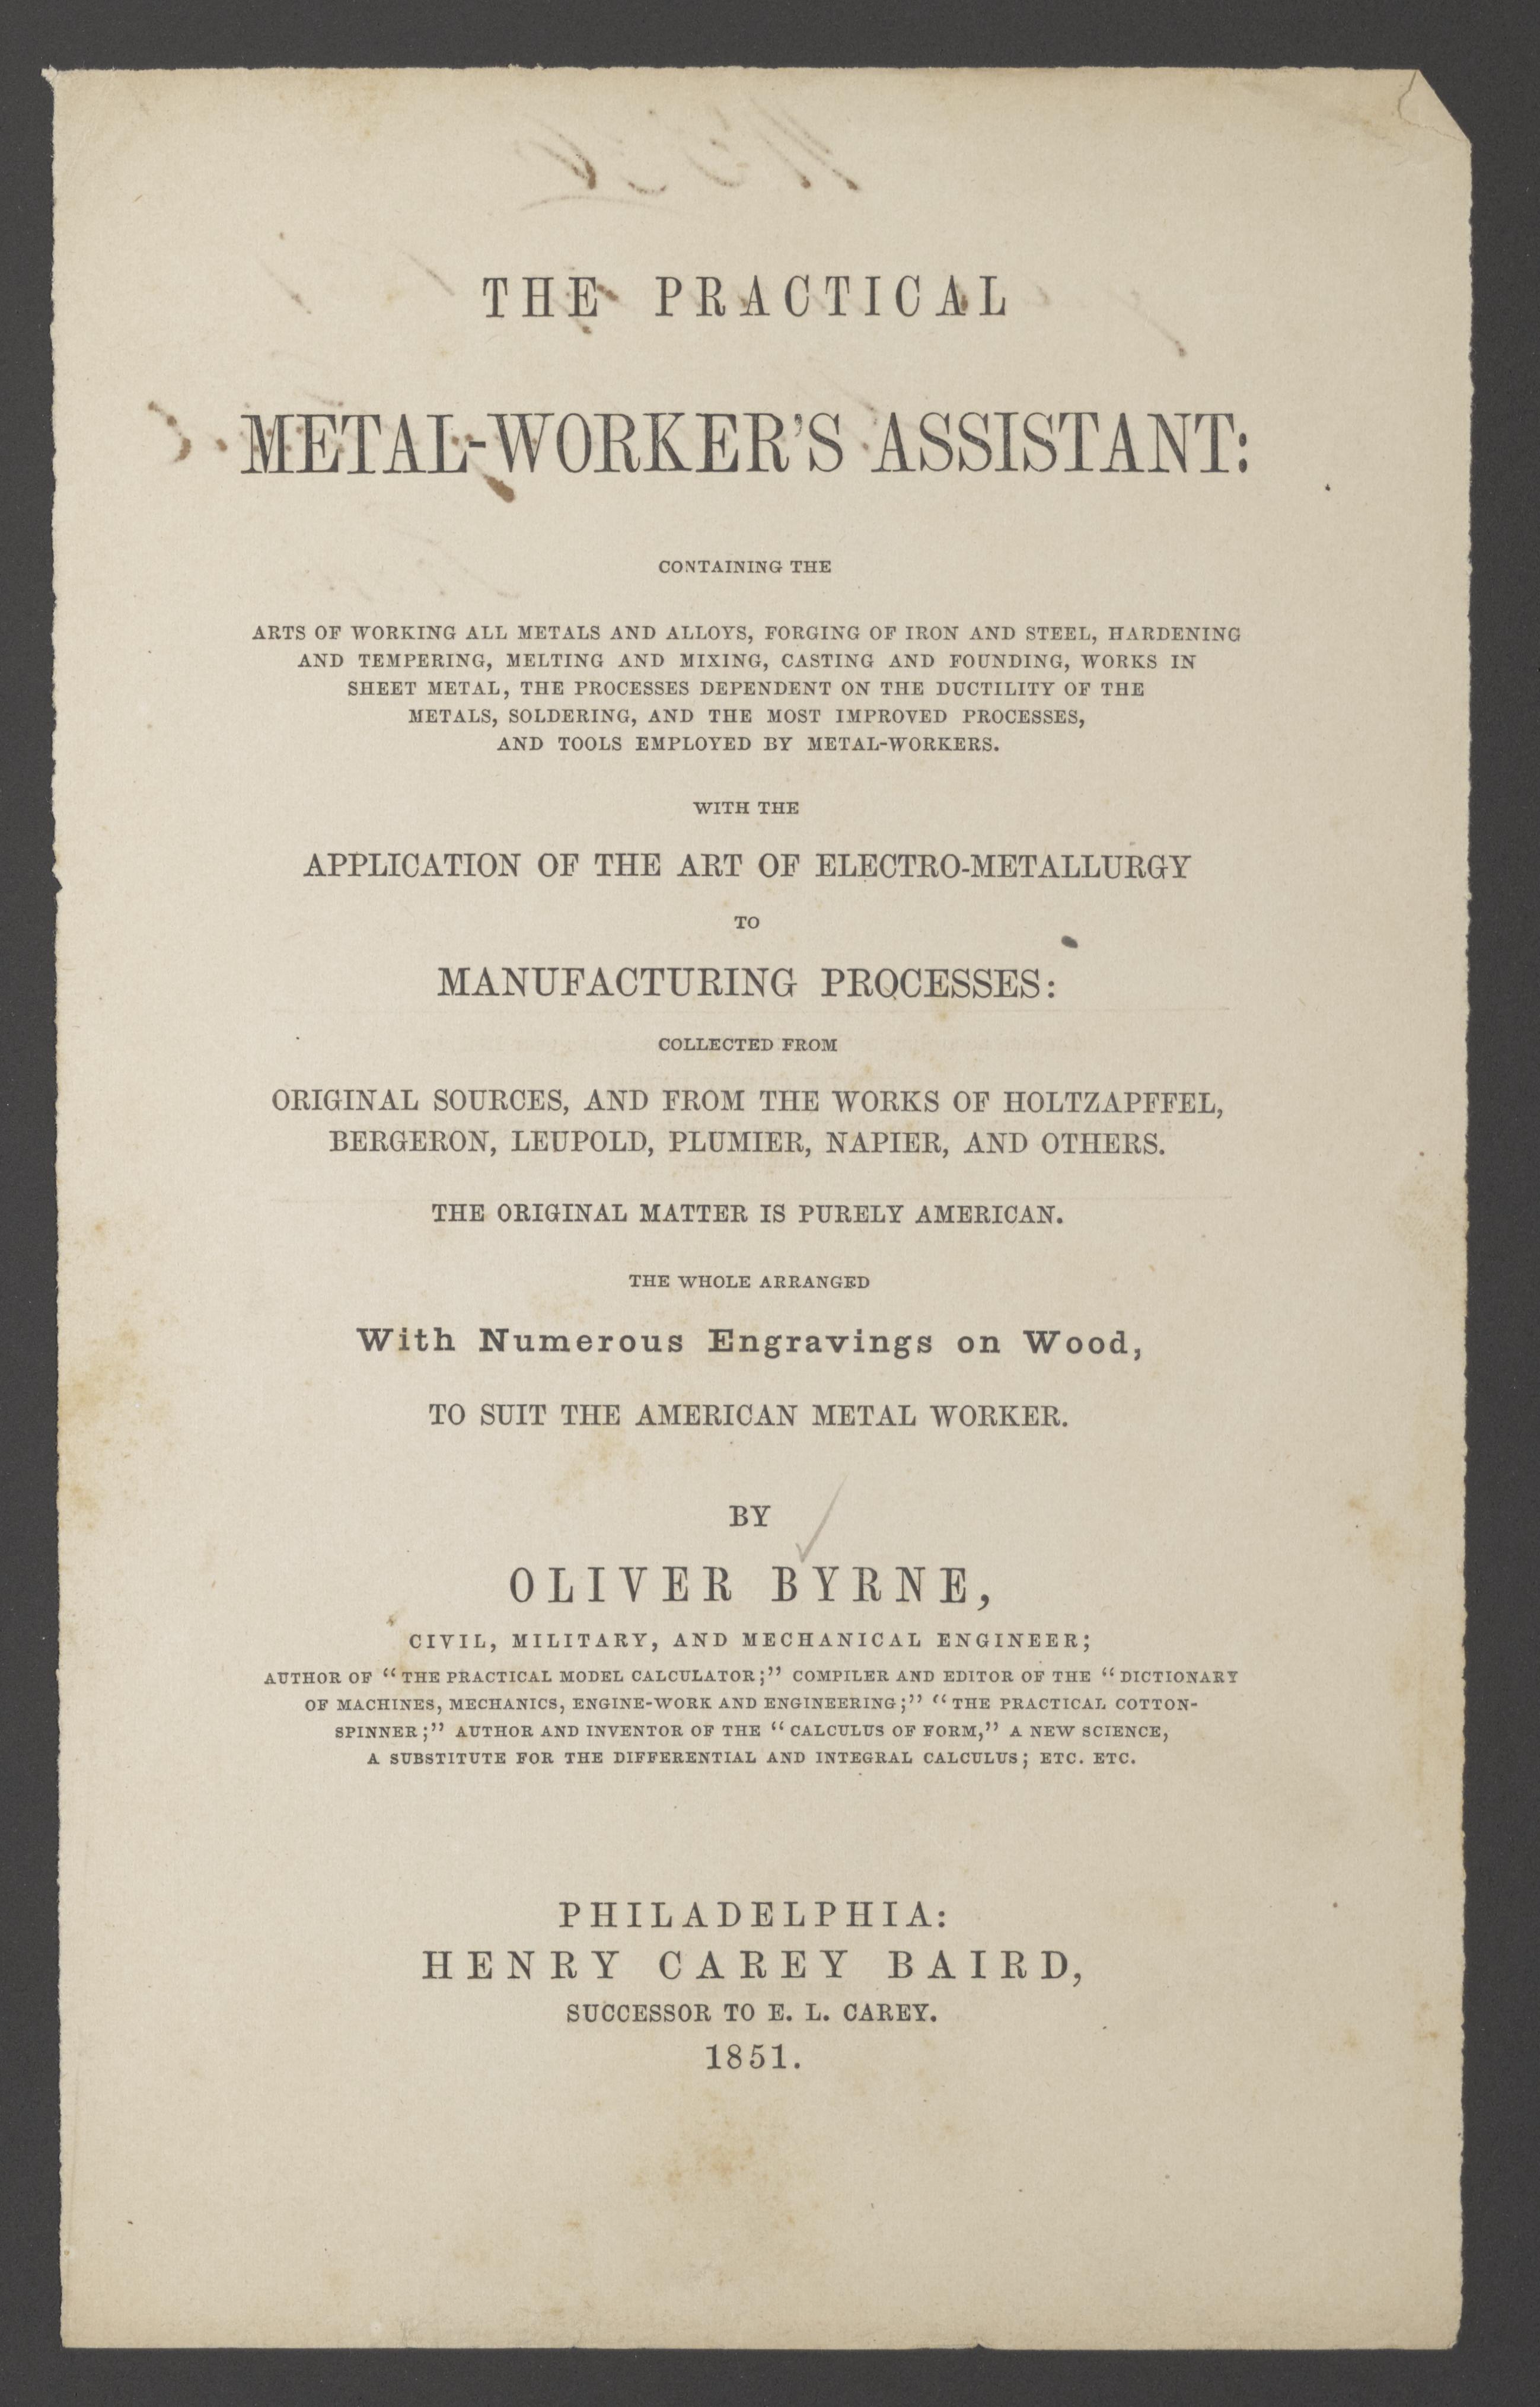 THE PRACTICAL
METAL-WORKER'S ASSISTANT:
CONTAINING THE
ARTS OF WORKING ALL METALS AND ALLOYS, FORGING OF IRON AND STEEL, HARDENING
AND TEMPERING, MELTING AND MIXING, CASTING AND FOUNDING, WORKS IN
SHEET METAL, THE PROCESSES DEPENDENT ON THE DUCTILITY OF THE
METALS, SOLDERING, AND THE MOST IMPROVED PROCESSES,
AND TOOLS EMPLOYED BY METAL-WORKERS.
WITH THE
APPLICATION OF THE ART OF ELECTRO-METALLURGY
TO
MANUFACTURING PROCESSES:
COLLECTED FROM
ORIGINAL SOURCES, AND FROM THE WORKS OF HOLTZAPFFEL,
BERGERON, LEUPOLD, PLUMIER, NAPIER, AND OTHERS.
THE ORIGINAL MATTER IS PURELY AMERICAN.
THE WHOLE ARRANGED
With Numerous Engravings on Wood,
TO SUIT THE AMERICAN METAL WORKER.
BY
OLIVER BYRNE,
CIVIL, MILITARY, AND MECHANICAL ENGINEER;
AUTHOR OF “THE PRACTICAL MODEL CALCULATOR;” COMPILER AND EDITOR OF THE “DICTIONARY
OF MACHINES, MECHANICS, ENGINE-WORK AND ENGINEERING;” “THE PRACTICAL COTTON-
SPINNER;” AUTHOR AND INVENTOR OF THE “CALCULUS OF FORM,” A NEW SCIENCE,
A SUBSTITUTE FOR THE DIFFERENTIAL AND INTEGRAL CALCULUS; ETC. ETC.
PHILADELPHIA:
HENRY CAREY BAIRD,
SUCCESSOR TO E. L. CAREY.
1851.